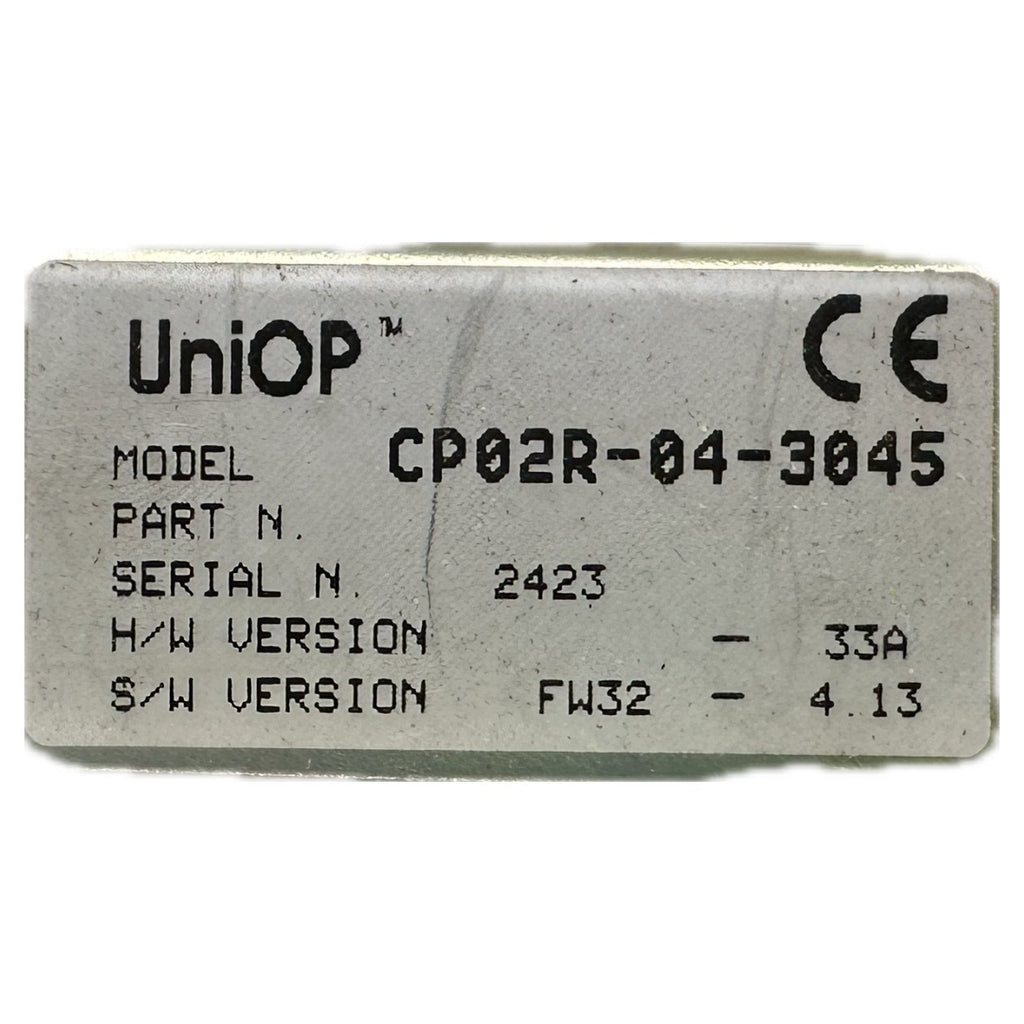 UniOP™ CE
MODEL CP02R-04-3045
PART N.
SERIAL N. 2423
H/W VERSION - 33A
S/W VERSION FW32 - 4.13